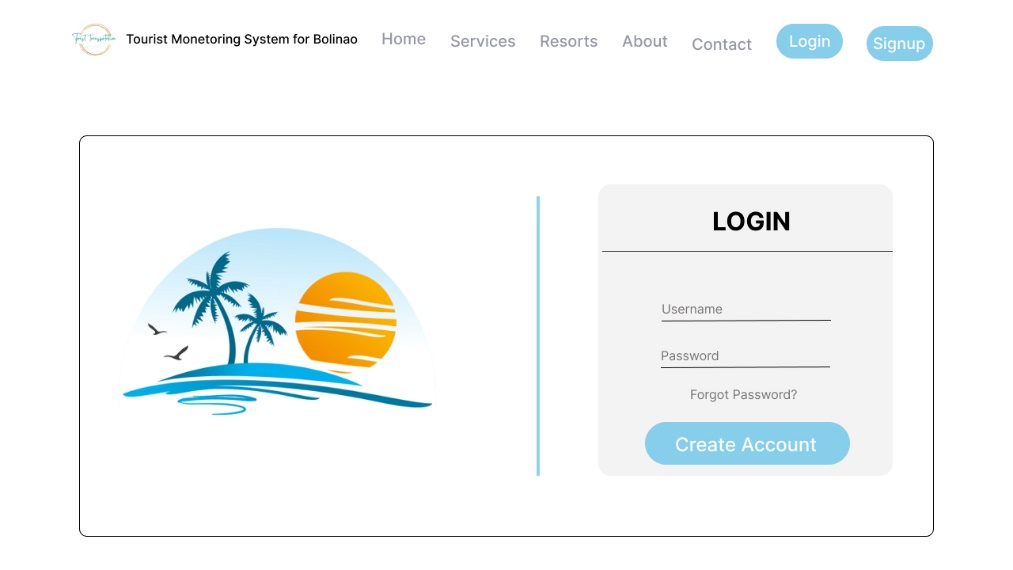 Tourist Monetoring System for Bolinao
Home
Services
Resorts
About
Contact
Login
Signup
LOGIN
Username
Password
Forgot Password?
Create Account